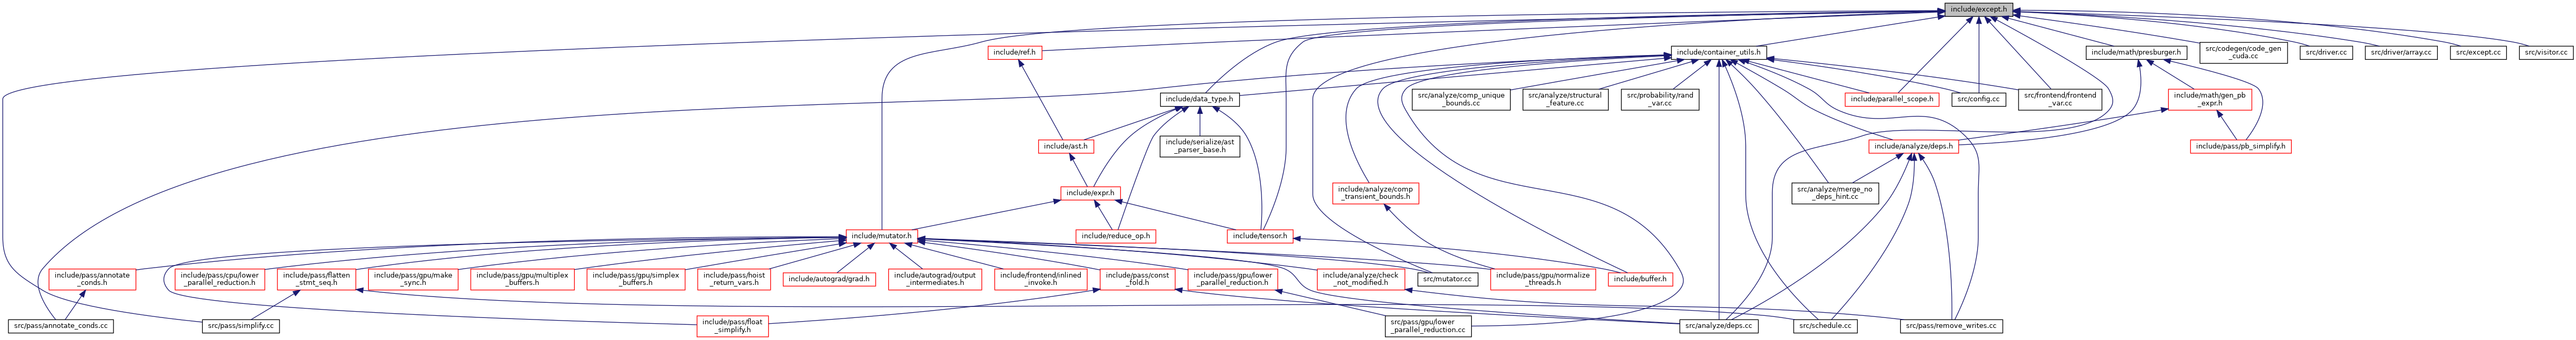 include/except.h
include/ref.h
include/container_utils.h
include/math/presburger.h
src/codegen/code_gen
_cuda.cc
src/driver.cc
src/driver/array.cc
src/except.cc
src/visitor.cc
include/data_type.h
src/analyze/comp_unique
_bounds.cc
src/analyze/structural
_feature.cc
src/probability/rand
_var.cc
include/parallel_scope.h
src/config.cc
src/frontend/frontend
_var.cc
include/math/gen_pb
_expr.h
include/ast.h
include/serialize/ast
_parser_base.h
include/analyze/deps.h
include/pass/pb_simplify.h
include/expr.h
include/analyze/comp
_transient_bounds.h
src/analyze/merge_no
_deps_hint.cc
include/mutator.h
include/reduce_op.h
include/tensor.h
include/pass/annotate
_conds.h
include/pass/cpu/lower
_parallel_reduction.h
include/pass/flatten
_stmt_seq.h
include/pass/gpu/make
_sync.h
include/pass/gpu/multiplex
_buffers.h
include/pass/gpu/simplex
_buffers.h
include/pass/hoist
_return_vars.h
include/autograd/grad.h
include/autograd/output
_intermediates.h
include/frontend/inlined
_invoke.h
include/pass/const
_fold.h
include/pass/gpu/lower
_parallel_reduction.h
include/analyze/check
_not_modified.h
src/mutator.cc
include/pass/gpu/normalize
_threads.h
include/buffer.h
src/pass/annotate_conds.cc
src/pass/simplify.cc
include/pass/float
_simplify.h
src/pass/gpu/lower
_parallel_reduction.cc
src/analyze/deps.cc
src/schedule.cc
src/pass/remove_writes.cc